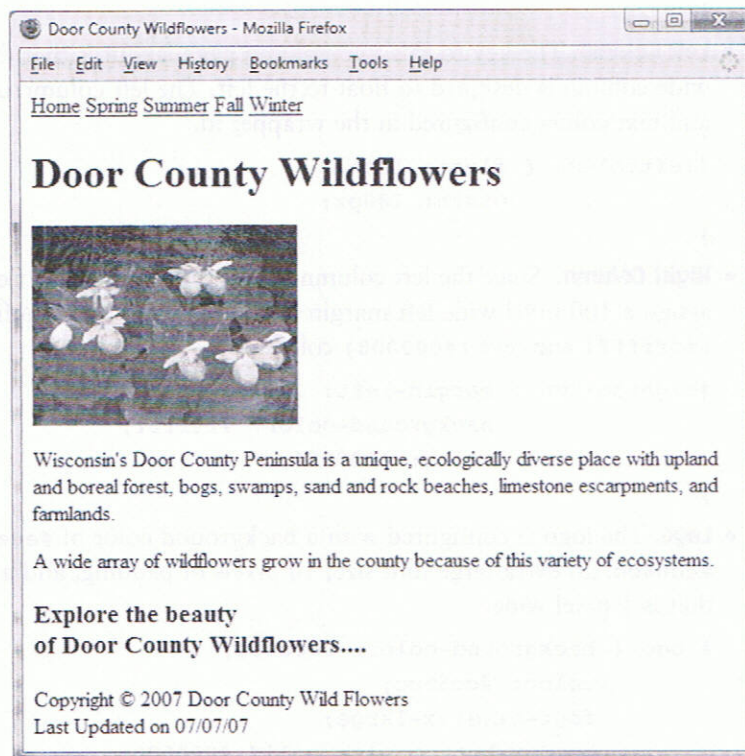 Door County Wildflowers - Mozilla Firefox
File Edit View History Bookmarks Tools Help
Home Spring Summer Fall Winter
Door County Wildflowers
Wisconsin's Door County Peninsula is a unique, ecologically diverse place with upland
and boreal forest, bogs, swamps, sand and rock beaches, limestone escarpments, and
farmlands.
A wide array of wildflowers grow in the county because of this variety of ecosystems.
Explore the beauty
of Door County Wildflowers....
Copyright © 2007 Door County Wild Flowers
Last Updated on 07/07/07